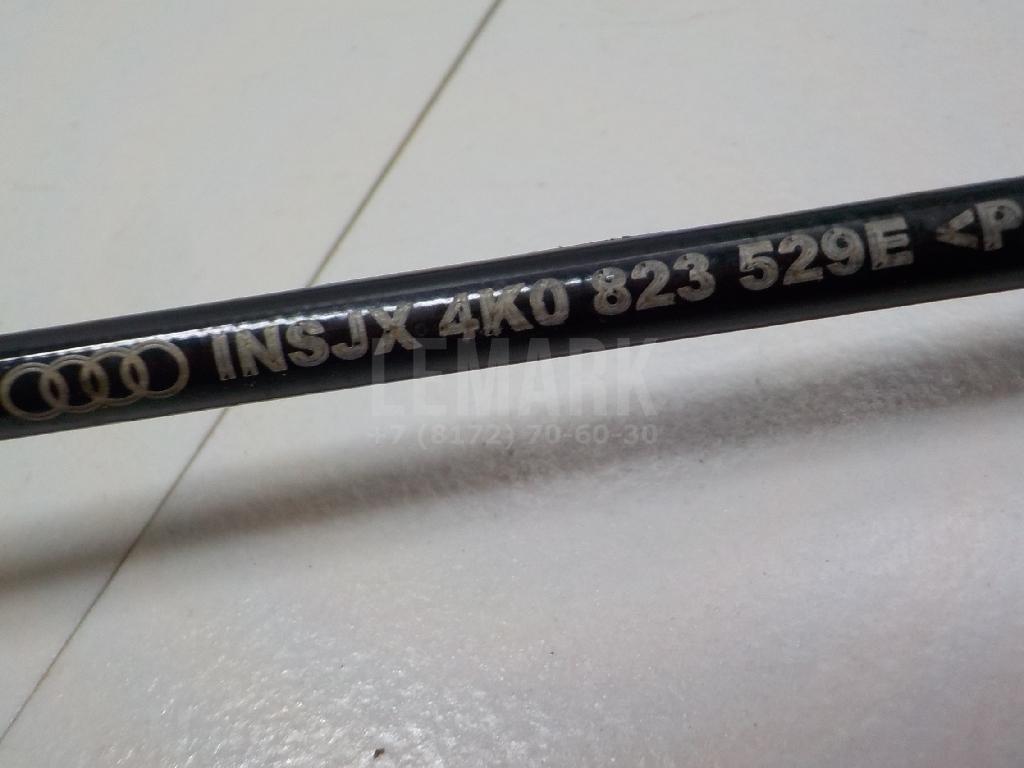 INSJX 4K0 823 529E <P
LEMARK
+7 (8172) 70-60-30